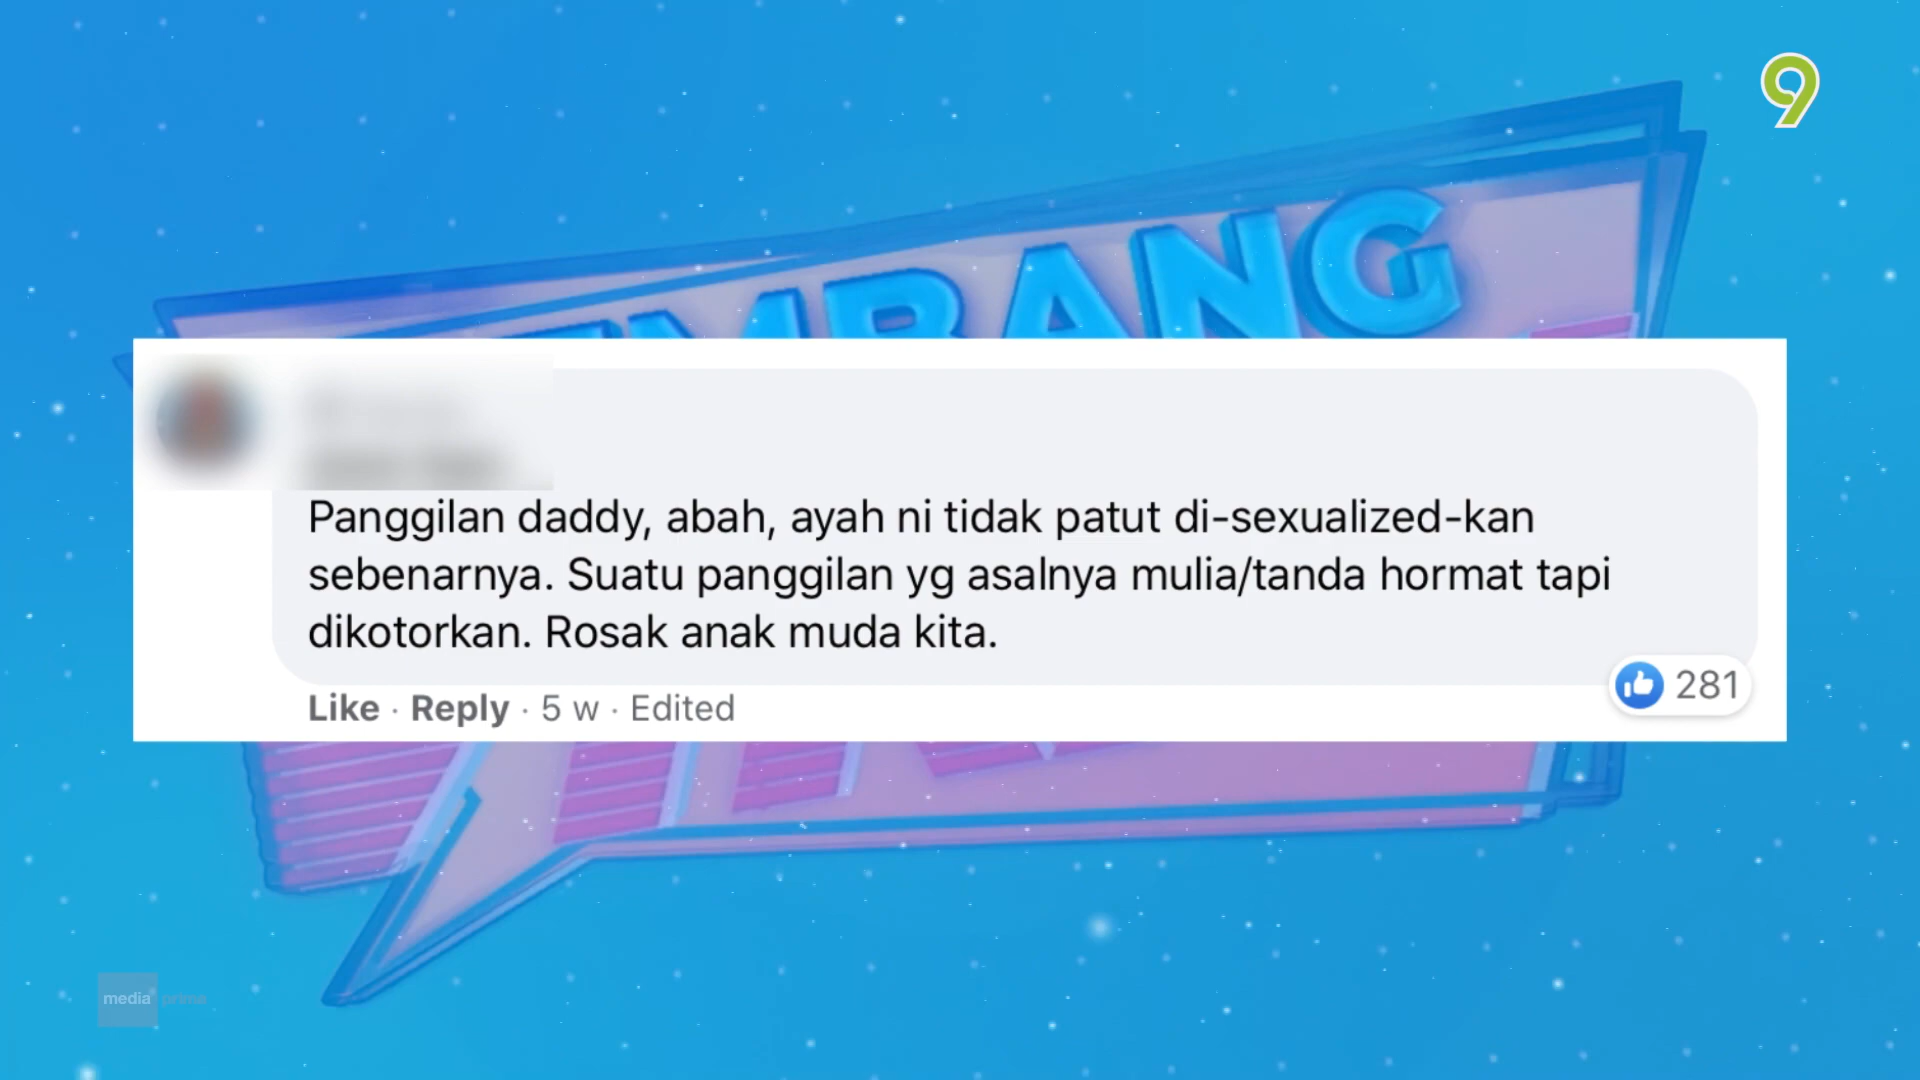 9
Panggilan daddy, abah, ayah ni tidak patut di-sexualized-kan
sebenarnya. Suatu panggilan yg asalnya mulia/tanda hormat tapi
dikotorkan. Rosak anak muda kita.
Like · Reply · 5 w · Edited
281
media prima